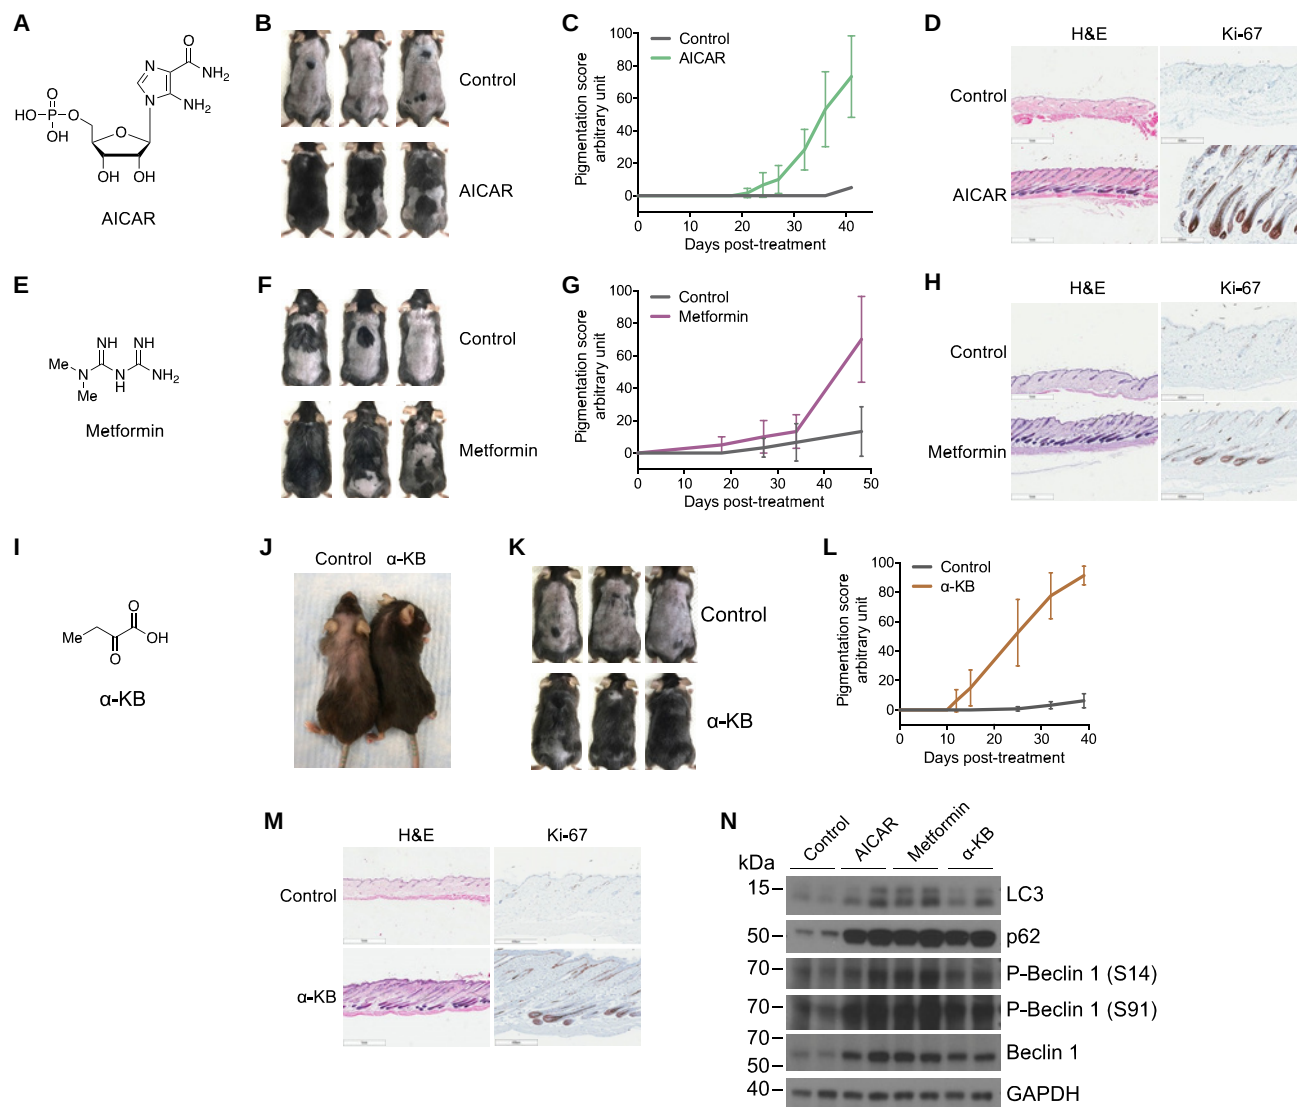 A
O
N
NH2
N
NH2
O
HO
P
O
OH
O
OH
OH
AICAR
B
Control
AICAR
C
Control
AICAR
Pigmentation score
arbitrary unit
100
80
60
40
20
0
0 10 20 30 40
Days post-treatment
D
H&E Ki-67
Control
AICAR
E
NH NH
Me
N
N
H
NH2
Me
Metformin
F
Control
Metformin
G
Control
Metformin
Pigmentation score
arbitrary unit
100
80
60
40
20
0
0 10 20 30 40 50
Days post-treatment
H
H&E Ki-67
Control
Metformin
I
O
Me
OH
O
α-KB
J
Control α-KB
K
Control
α-KB
L
Control
α-KB
Pigmentation score
arbitrary unit
100
80
60
40
20
0
0 10 20 30 40
Days post-treatment
M
H&E Ki-67
Control
α-KB
N
Control AICAR Metformin α-KB
kDa
15 LC3
50 p62
70 P-Beclin 1 (S14)
70 P-Beclin 1 (S91)
70
50 Beclin 1
40 GAPDH